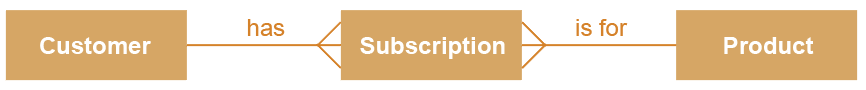 has
is for
Customer
Subscription
Product